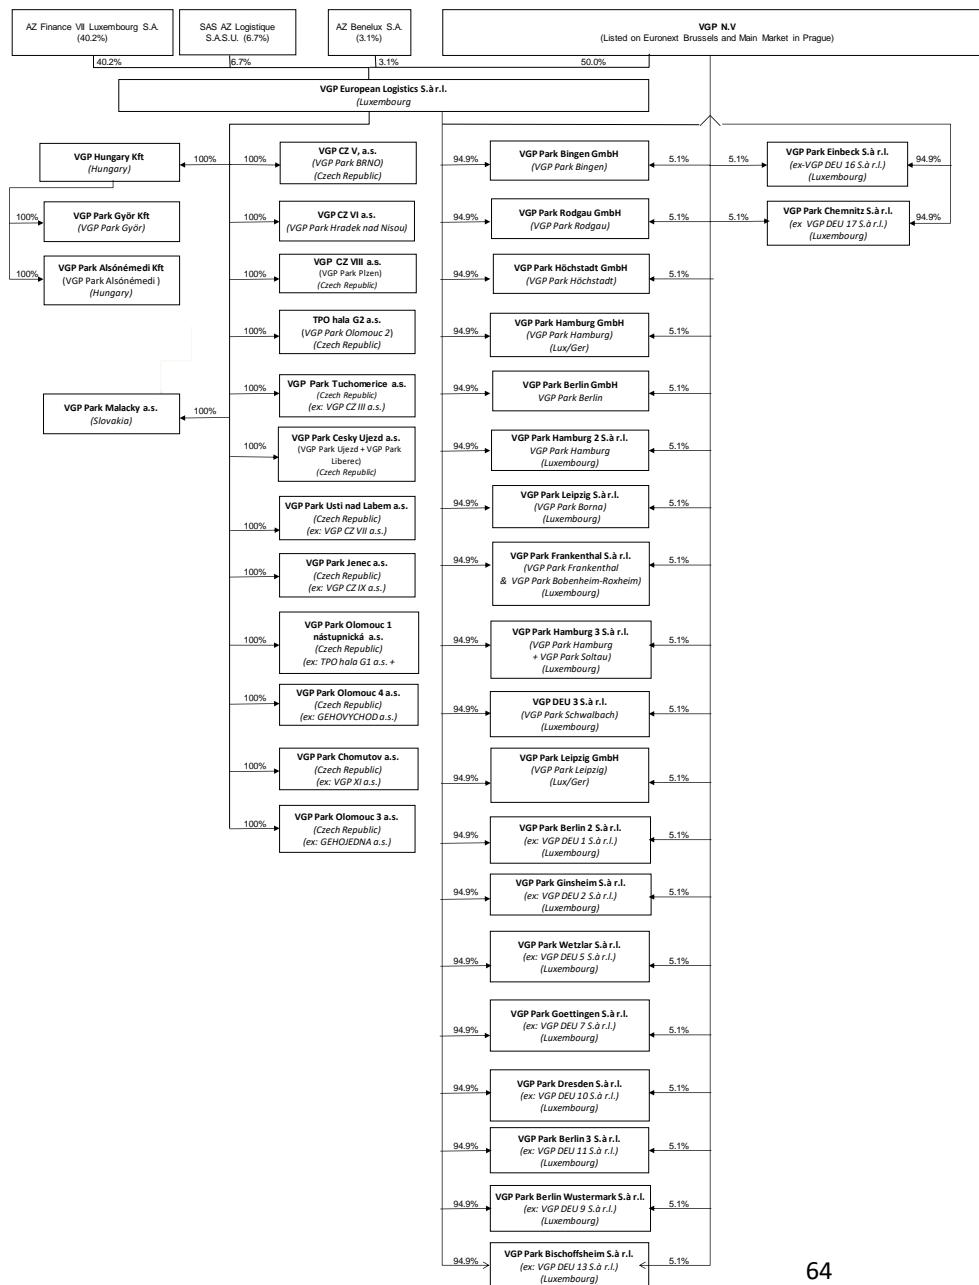 AZ Finance VII Luxembourg S.A.
(40.2%)
SAS AZ Logistique
S.A.S.U. (6.7%)
AZ Benelux S.A.
(3.1%)
VGP N.V
(Listed on Euronext Brussels and Main Market in Prague)
40.2%
6.7%
3.1%
50.0%
VGP European Logistics S.à r.l.
(Luxembourg
VGP Hungary Kft
(Hungary)
100%
100%
VGP CZ V, a.s.
(VGP Park BRNO)
(Czech Republic)
94.9%
VGP Park Bingen GmbH
(VGP Park Bingen)
5.1%
5.1%
VGP Park Einbeck S.à r.l.
(ex-VGP DEU 16 S.à r.l.)
(Luxembourg)
94.9%
100%
VGP Park Györ Kft
(VGP Park Györ)
100%
VGP CZ VI a.s.
(VGP Park Hradek nad Nisou)
94.9%
VGP Park Rodgau GmbH
(VGP Park Rodgau)
5.1%
5.1%
VGP Park Chemnitz S.à r.l.
(ex VGP DEU 17 S.à r.l.)
(Luxembourg)
94.9%
100%
VGP Park Alsónémedi Kft
(VGP Park Alsónémedi )
(Hungary)
100%
VGP CZ VIII a.s.
(VGP Park Plzen)
(Czech Republic)
94.9%
VGP Park Höchstadt GmbH
(VGP Park Höchstadt)
5.1%
100%
TPO hala G2 a.s.
(VGP Park Olomouc 2)
(Czech Republic)
94.9%
VGP Park Hamburg GmbH
(VGP Park Hamburg)
(Lux/Ger)
5.1%
VGP Park Malacky a.s.
(Slovakia)
100%
100%
VGP Park Tuchomerice a.s.
(Czech Republic)
(ex: VGP CZ III a.s.)
94.9%
VGP Park Berlin GmbH
VGP Park Berlin
5.1%
100%
VGP Park Cesky Ujezd a.s.
(VGP Park Ujezd + VGP Park
Liberec)
(Czech Republic)
94.9%
VGP Park Hamburg 2 S.à r.l.
VGP Park Hamburg
(Luxembourg)
5.1%
100%
VGP Park Usti nad Labem a.s.
(Czech Republic)
(ex: VGP CZ VII a.s.)
94.9%
VGP Park Leipzig S.à r.l.
(VGP Park Borna)
(Luxembourg)
5.1%
100%
VGP Park Jenec a.s.
(Czech Republic)
(ex: VGP CZ IX a.s.)
94.9%
VGP Park Frankenthal S.à r.l.
(VGP Park Frankenthal
& VGP Park Bobenheim-Roxheim)
(Luxembourg)
5.1%
100%
VGP Park Olomouc 1
nástupnická a.s.
(Czech Republic)
(ex: TPO hala G1 a.s. +
94.9%
VGP Park Hamburg 3 S.à r.l.
(VGP Park Hamburg
+ VGP Park Soltau)
(Luxembourg)
5.1%
100%
VGP Park Olomouc 4 a.s.
(Czech Republic)
(ex: GEHOVYCHOD a.s.)
94.9%
VGP DEU 3 S.à r.l.
(VGP Park Schwalbach)
(Luxembourg)
5.1%
100%
VGP Park Chomutov a.s.
(Czech Republic)
(ex: VGP XI a.s.)
94.9%
VGP Park Leipzig GmbH
(VGP Park Leipzig)
(Lux/Ger)
5.1%
100%
VGP Park Olomouc 3 a.s.
(Czech Republic)
(ex: GEHOJEDNA a.s.)
94.9%
VGP Park Berlin 2 S.à r.l.
(ex: VGP DEU 1 S.à r.l.)
(Luxembourg)
5.1%
94.9%
VGP Park Ginsheim S.à r.l.
(ex: VGP DEU 2 S.à r.l.)
(Luxembourg)
5.1%
94.9%
VGP Park Wetzlar S.à r.l.
(ex: VGP DEU 5 S.à r.l.)
(Luxembourg)
5.1%
94.9%
VGP Park Goettingen S.à r.l.
(ex: VGP DEU 7 S.à r.l.)
(Luxembourg)
5.1%
94.9%
VGP Park Dresden S.à r.l.
(ex: VGP DEU 10 S.à r.l.)
(Luxembourg)
5.1%
94.9%
VGP Park Berlin 3 S.à r.l.
(ex: VGP DEU 11 S.à r.l.)
(Luxembourg)
5.1%
94.9%
VGP Park Berlin Wustermark S.à r.l.
(ex: VGP DEU 9 S.à r.l.)
(Luxembourg)
5.1%
94.9%
VGP Park Bischoffsheim S.à r.l.
(ex: VGP DEU 13 S.à r.l.)
(Luxembourg)
5.1%
64